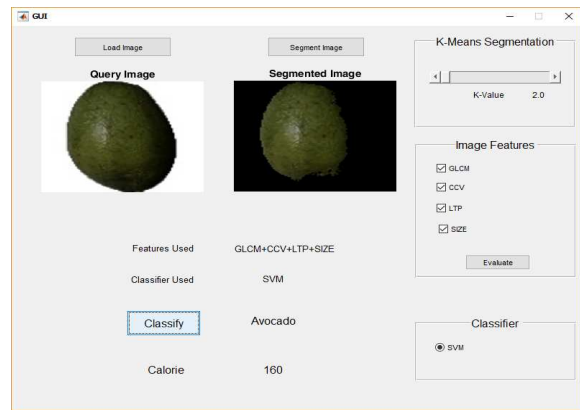 GUI
Load Image
Segment Image
Query Image
Segmented Image
K-Means Segmentation
K-Value 2.0
Image Features
GLCM
CCV
LTP
SIZE
Evaluate
Features Used GLCM+CCV+LTP+SIZE
Classifier Used SVM
Classify Avocado
Calorie 160
Classifier
SVM